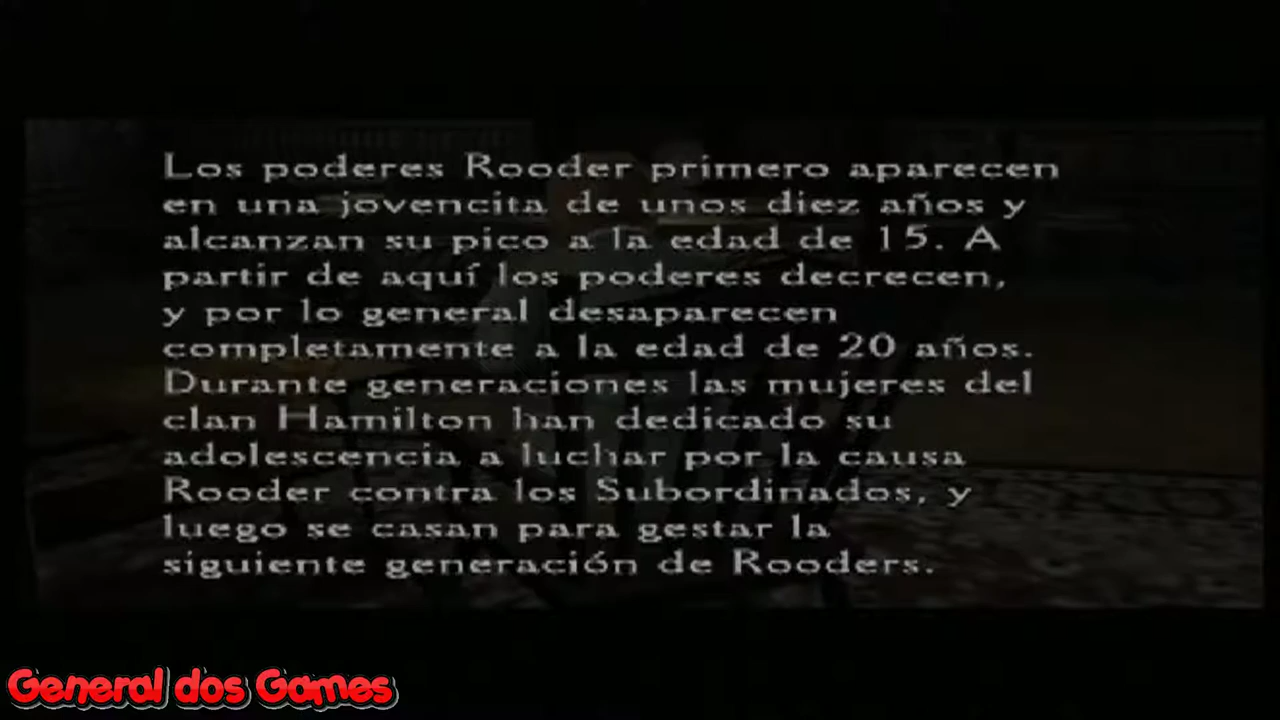 Los poderes Rooder primero aparecen
en una jovencita de unos diez años y
alcanzan su pico a la edad de 15. A
partir de aquí los poderes decrecen,
y por lo general desaparecen
completamente a la edad de 20 años.
Durante generaciones las mujeres del
clan Hamilton han dedicado su
adolescencia a luchar por la causa
Rooder contra los Subordinados, y
luego se casan para gestar la
siguiente generación de Rooders.
General dos Games